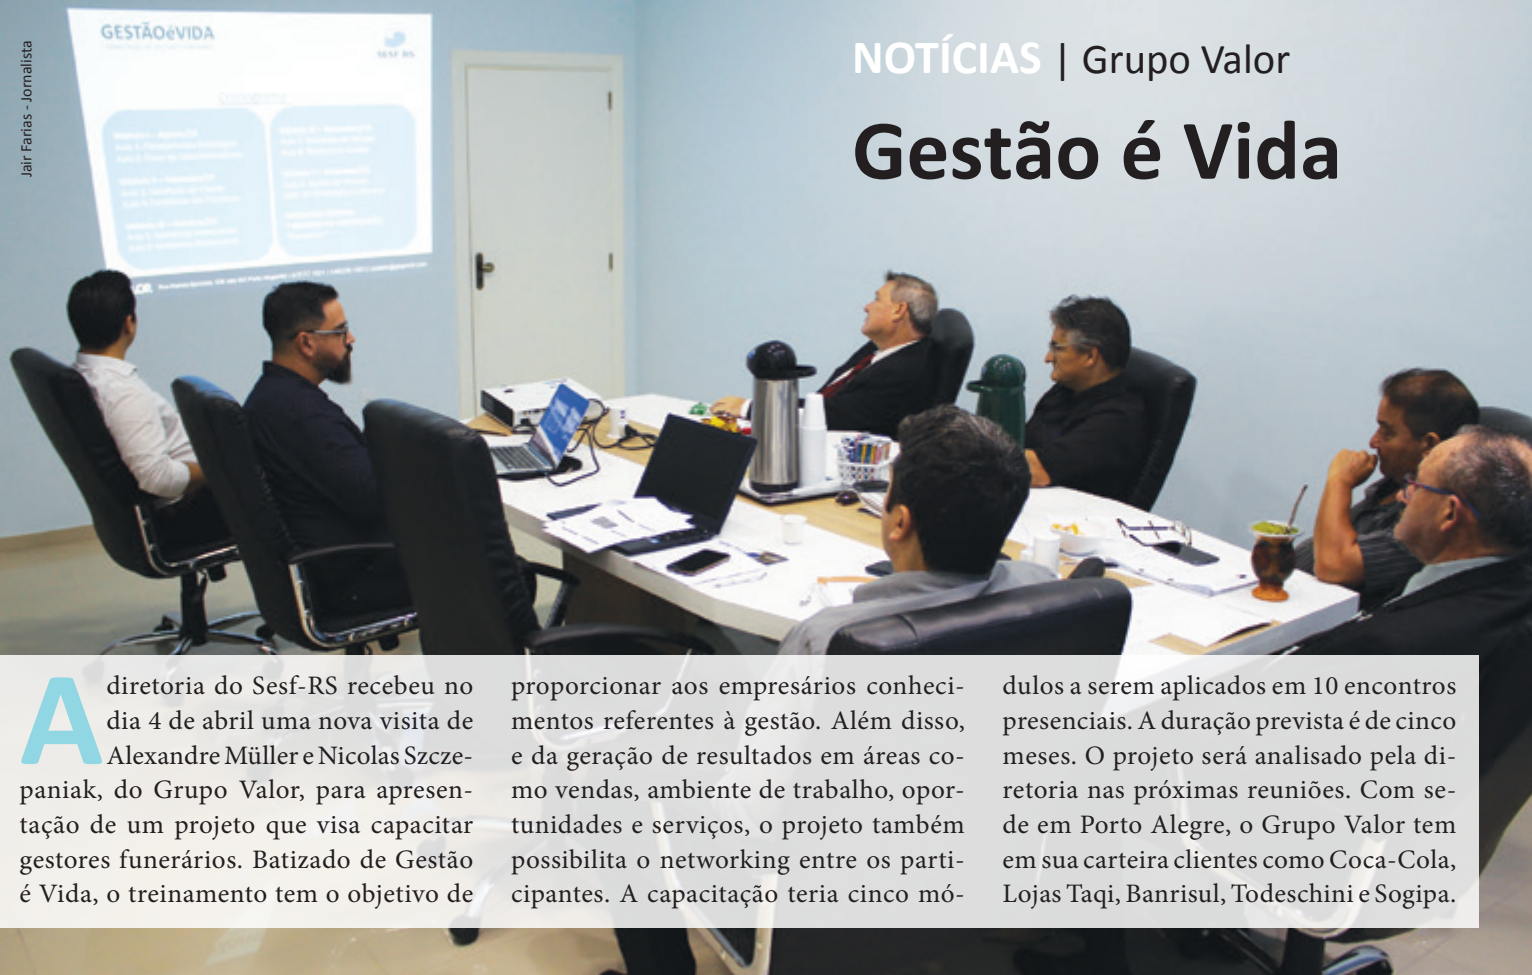 GESTÃOéVIDA
SESF-RS
Jair Farias - Jornalista
NOTÍCIAS | Grupo Valor
Gestão é Vida
A diretoria do Sesf-RS recebeu no
dia 4 de abril uma nova visita de
Alexandre Müller e Nicolas Szcze-
paniak, do Grupo Valor, para apresen-
tação de um projeto que visa capacitar
gestores funerários. Batizado de Gestão
é Vida, o treinamento tem o objetivo de
proporcionar aos empresários conheci-
mentos referentes à gestão. Além disso,
e da geração de resultados em áreas co-
mo vendas, ambiente de trabalho, opor-
tunidades e serviços, o projeto também
possibilita o networking entre os parti-
cipantes. A capacitação teria cinco mó-
dulos a serem aplicados em 10 encontros
presenciais. A duração prevista é de cinco
meses. O projeto será analisado pela di-
retoria nas próximas reuniões. Com se-
de em Porto Alegre, o Grupo Valor tem
em sua carteira clientes como Coca-Cola,
Lojas Taqi, Banrisul, Todeschini e Sogipa.